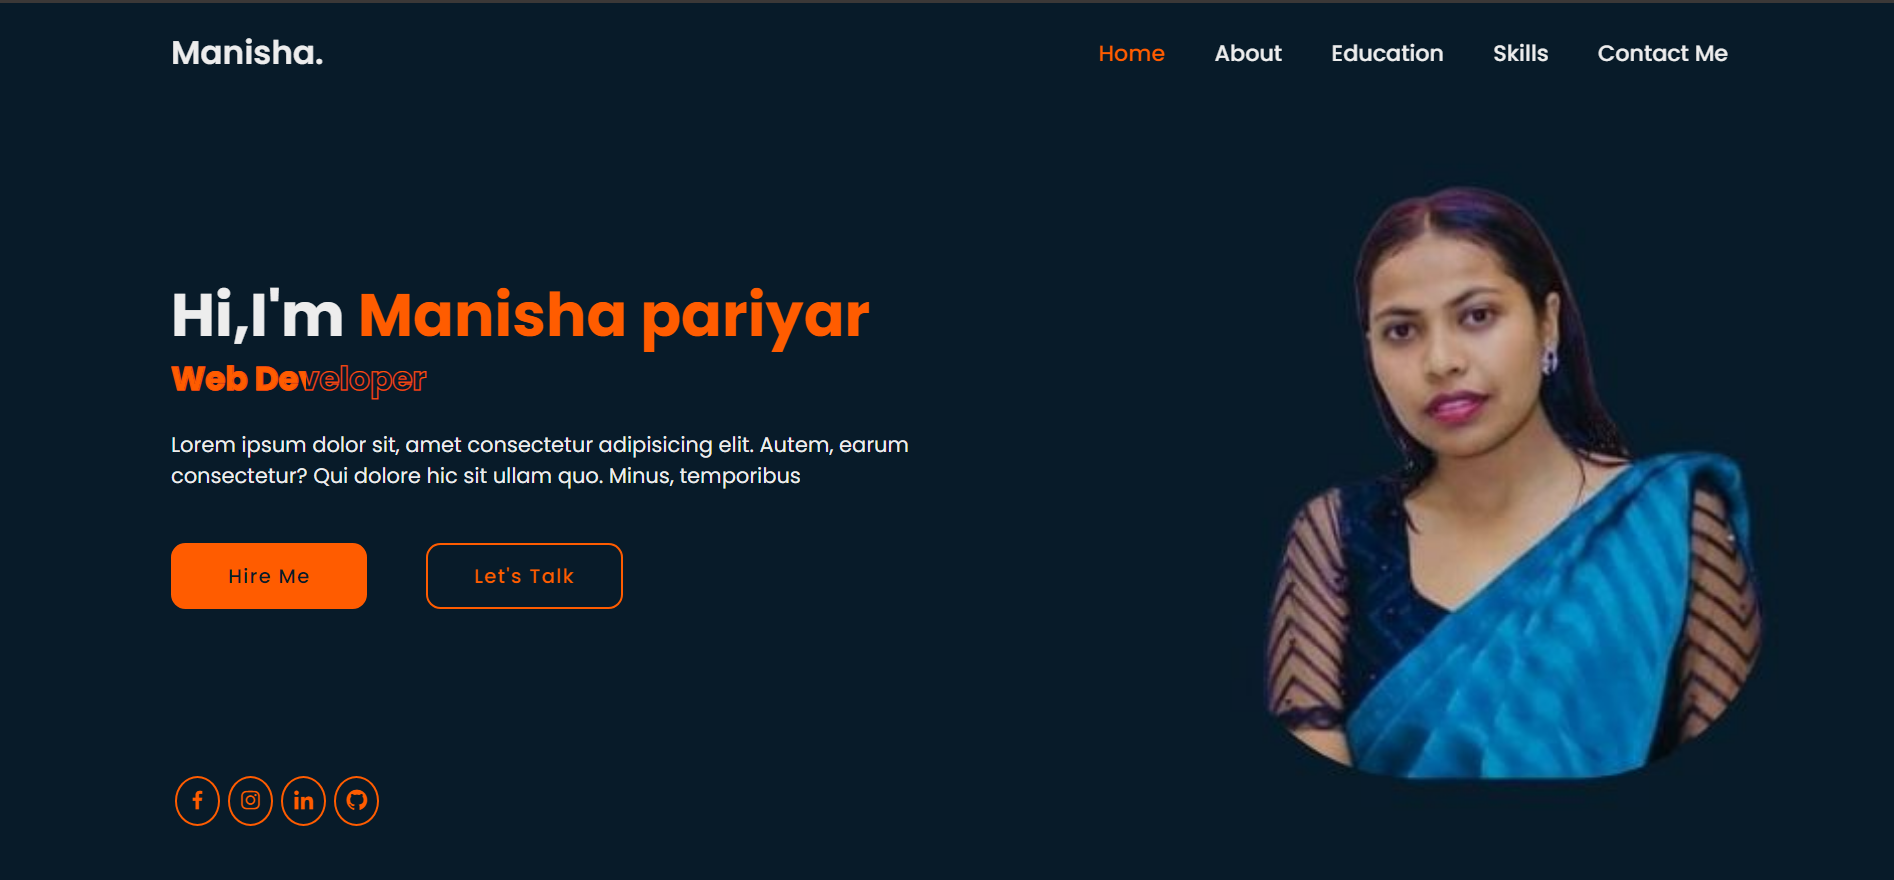 Manisha.
Home About Education Skills Contact Me
Hi,I'm Manisha pariyar
Web Developer
Lorem ipsum dolor sit, amet consectetur adipisicing elit. Autem, earum
consectetur? Qui dolore hic sit ullam quo. Minus, temporibus
Hire Me
Let's Talk